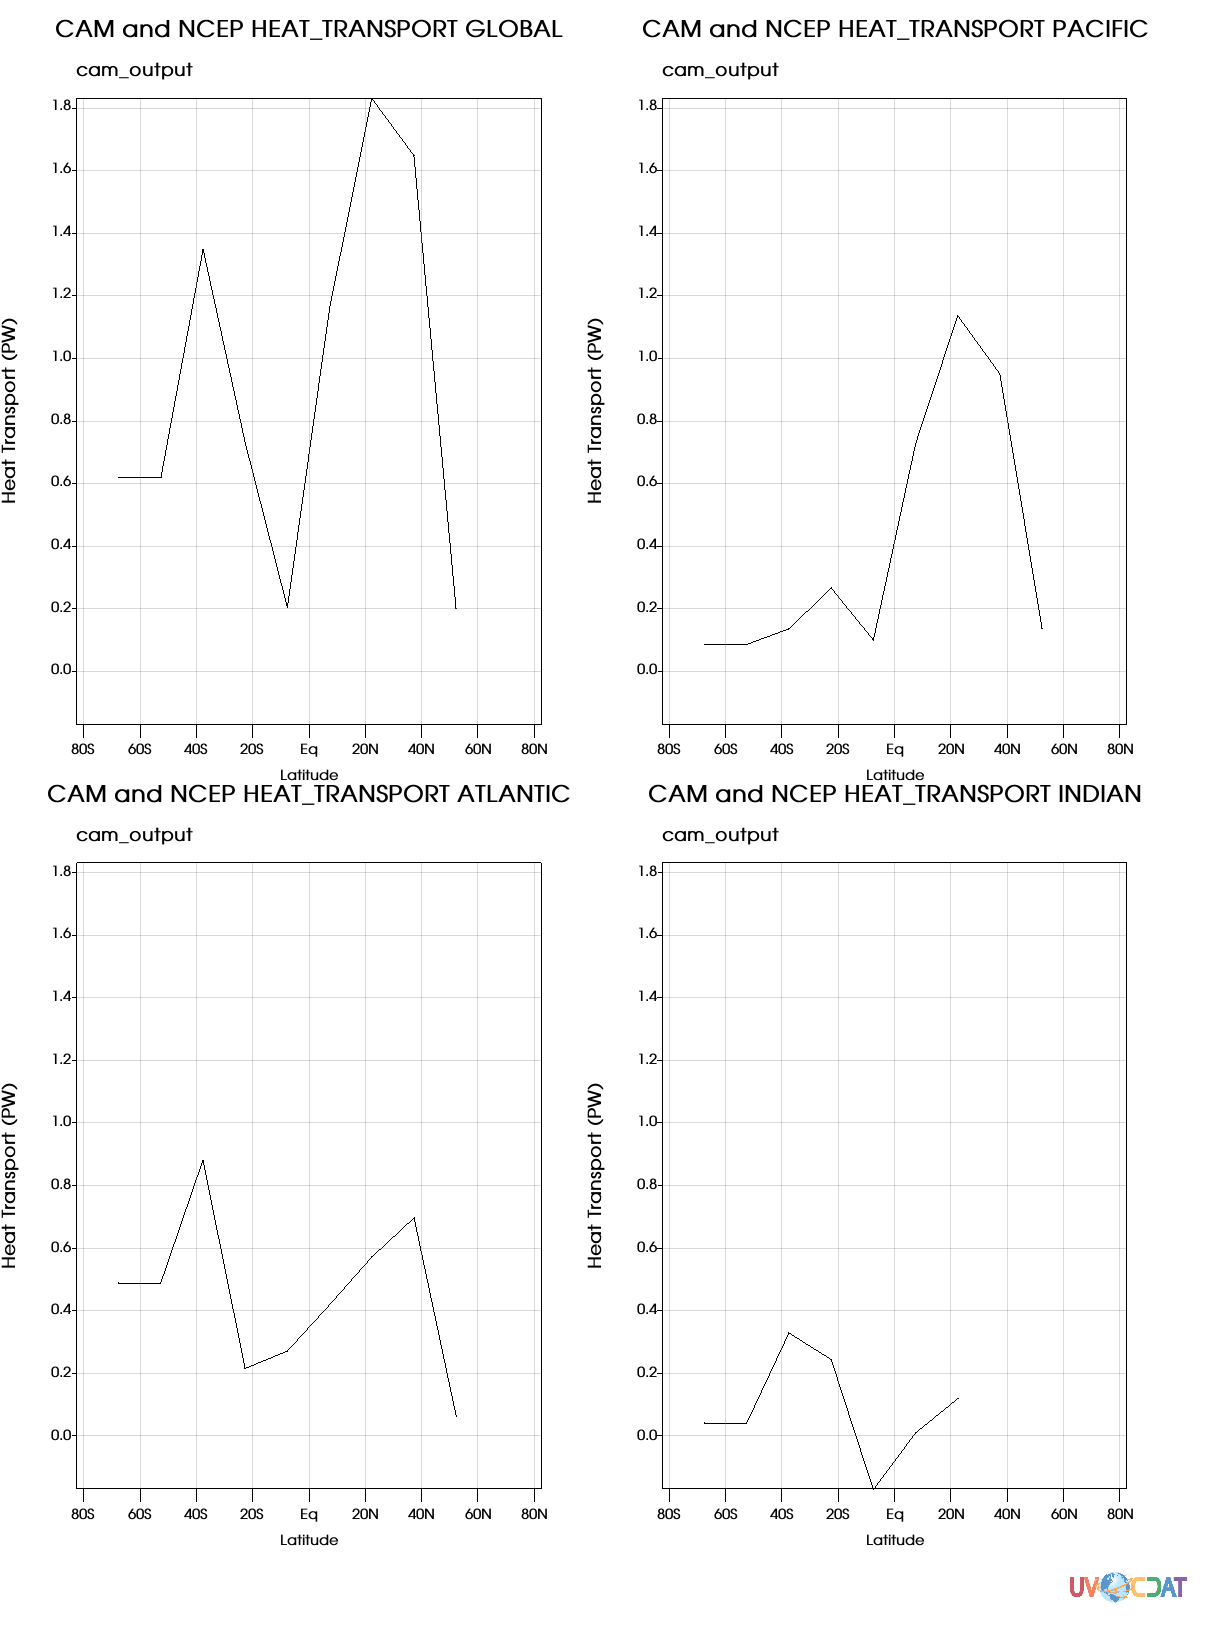 CAM and NCEP HEAT_TRANSPORT GLOBAL
cam_output
1.8
1.6
1.4
1.2
1.0
0.8
0.6
0.4
0.2
0.0
Heat Transport (PW)
80S 60S 40S 20S Eq 20N 40N 60N 80N
Latitude
CAM and NCEP HEAT_TRANSPORT PACIFIC
cam_output
1.8
1.6
1.4
1.2
1.0
0.8
0.6
0.4
0.2
0.0
Heat Transport (PW)
80S 60S 40S 20S Eq 20N 40N 60N 80N
Latitude
CAM and NCEP HEAT_TRANSPORT ATLANTIC
cam_output
1.8
1.6
1.4
1.2
1.0
0.8
0.6
0.4
0.2
0.0
Heat Transport (PW)
80S 60S 40S 20S Eq 20N 40N 60N 80N
Latitude
CAM and NCEP HEAT_TRANSPORT INDIAN
cam_output
1.8
1.6
1.4
1.2
1.0
0.8
0.6
0.4
0.2
0.0
Heat Transport (PW)
80S 60S 40S 20S Eq 20N 40N 60N 80N
Latitude
UV CDAT